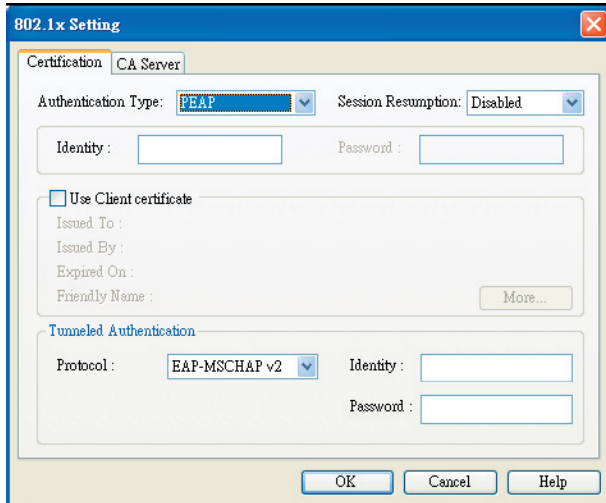 802.1x Setting
Certification CA Server
Authentication Type: PEAP Session Resumption: Disabled
Identity : Password :
Use Client certificate
Issued To :
Issued By :
Expired On :
Friendly Name :
More...
Tunneled Authentication
Protocol : EAP-MSCHAP v2 Identity :
Password :
OK Cancel Help